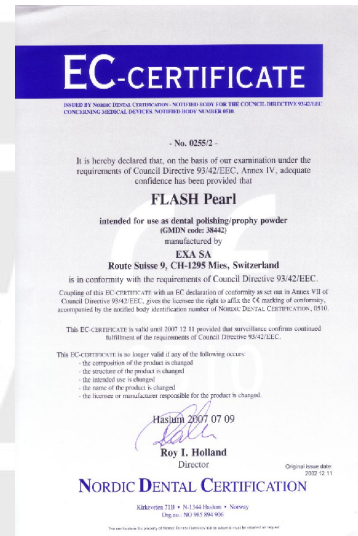 EC-CERTIFICATE
ISSUED BY NORDIC DENTAL CERTIFICATION - NOTIFIED BODY FOR THE COUNCIL DIRECTIVE 93/42/EEC
CONCERNING MEDICAL DEVICES. NOTIFIED BODY NUMBER 0510.
- No. 0255/2 -
It is hereby declared that, on the basis of our examination under the
requirements of Council Directive 93/42/EEC, Annex IV, adequate
confidence has been provided that
FLASH Pearl
intended for use as dental polishing/prophy powder
(GMDN code: 38442)
manufactured by
EXA SA
Route Suisse 9, CH-1295 Mies, Switzerland
is in conformity with the requirements of Council Directive 93/42/EEC.
Coupling of this EC-CERTIFICATE with an EC declaration of conformity as set out in Annex VII of
Council Directive 93/42/EEC, gives the licensee the right to affix the CE marking of conformity,
accompanied by the notified body identification number of NORDIC DENTAL CERTIFICATION, 0510.
This EC-CERTIFICATE is valid until 2007 12 11 provided that surveillance confirms continued
fulfillment of the requirements of Council Directive 93/42/EEC.
This EC-CERTIFICATE is no longer valid if any of the following occurs:
- the composition of the product is changed
- the structure of the product is changed
- the intended use is changed
- the name of the product is changed
- the licensee or manufacturer responsible for the product is changed
Haslum 2007 07 09
Roy I. Holland
Director
Original issue date:
2002 12 11
NORDIC DENTAL CERTIFICATION
Kirkeveien 71B • N-1344 Haslum • Norway
Org.no.: NO 985 894 906